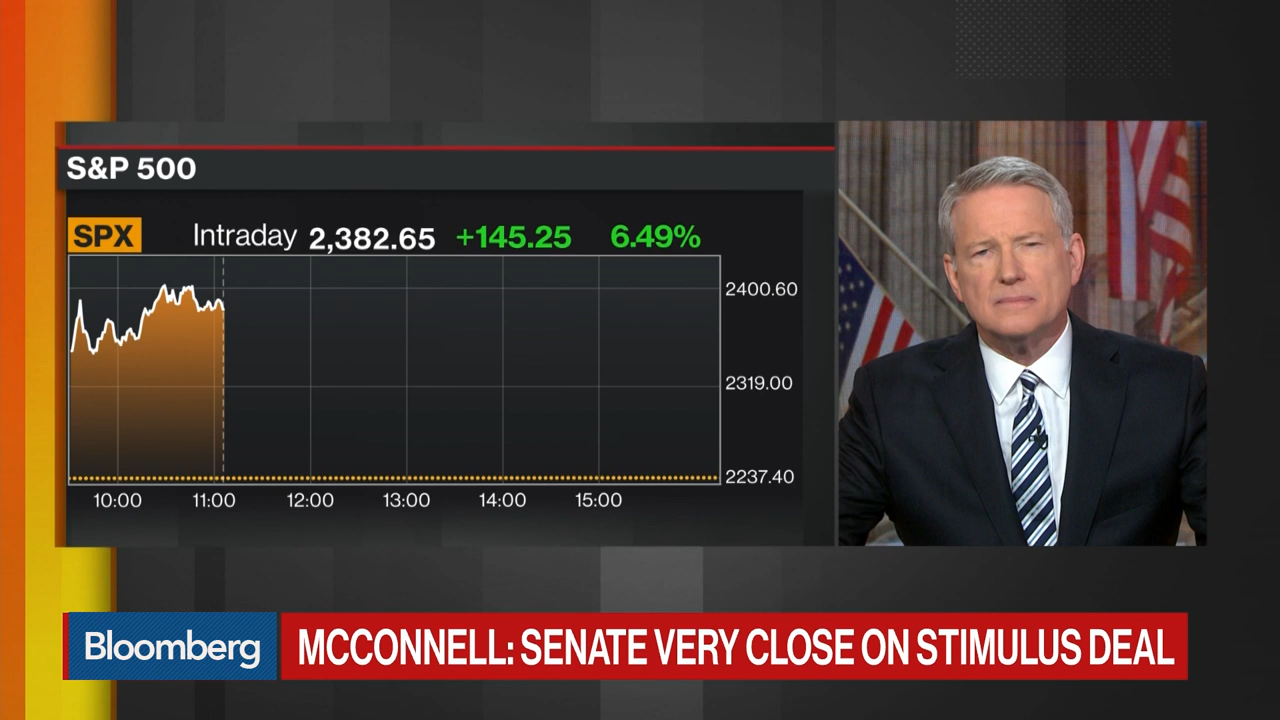 S&P 500
SPX Intraday 2,382.65 +145.25 6.49%
2400.60
2319.00
2237.40
10:00 11:00 12:00 13:00 14:00 15:00
Bloomberg MCCONNELL: SENATE VERY CLOSE ON STIMULUS DEAL